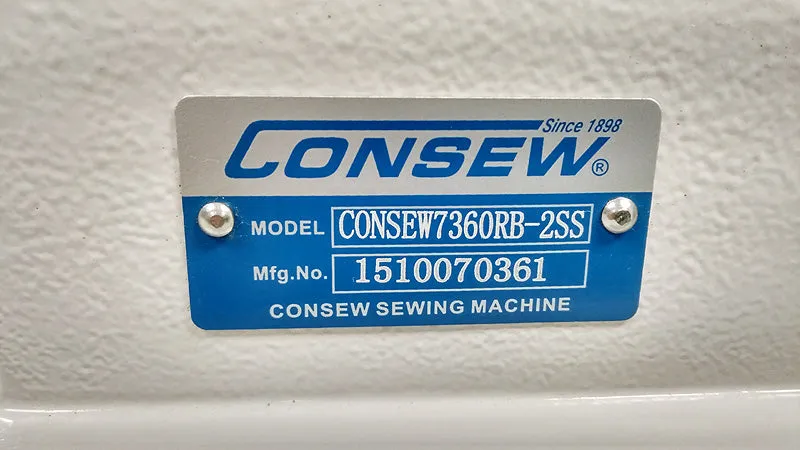 Since 1898
CONSEW®
MODEL CONSEW7360RB-2SS
Mfg.No. 1510070361
CONSEW SEWING MACHINE